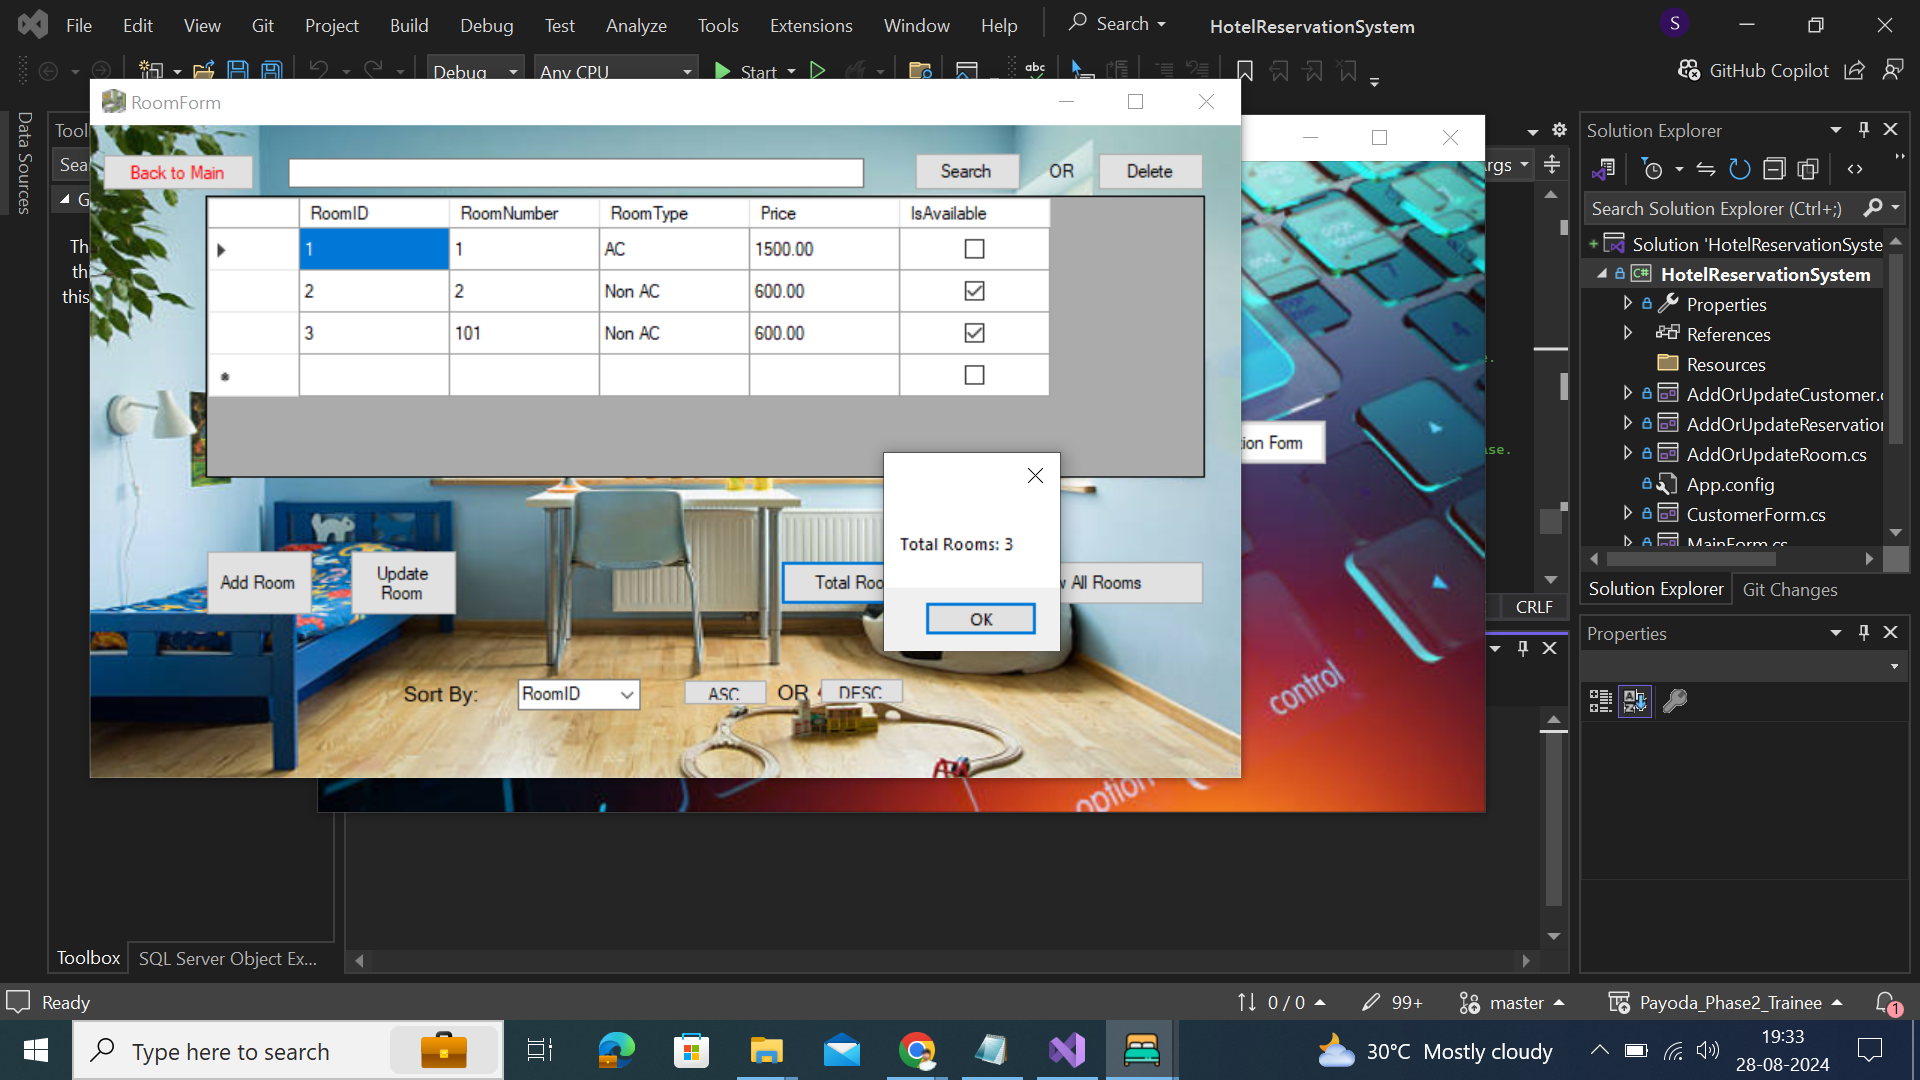 File Edit View Git Project Build Debug Test Analyze Tools Extensions Window Help Search HotelReservationSystem S
Debug Any CPU Start abc GitHub Copilot
RoomForm
Data Sources
Tool
Sea
G
Th
thi
this
Back to Main Search OR Delete
RoomID RoomNumber RoomType Price IsAvailable
1 1 AC 1500.00
2 2 Non AC 600.00
3 101 Non AC 600.00
Total Rooms: 3
OK
Add Room
Update
Room
Total Roo
All Rooms
Sort By: RoomID ASC OR DESC
tion Form
control
option
rgs
ase.
CRLF
Solution Explorer
Search Solution Explorer (Ctrl+;)
Solution 'HotelReservationSyste
C# HotelReservationSystem
Properties
References
Resources
AddOrUpdateCustomer.c
AddOrUpdateReservation
AddOrUpdateRoom.cs
App.config
CustomerForm.cs
MainForm.cs
Solution Explorer Git Changes
Properties
Toolbox SQL Server Object Ex...
Ready 0 / 0 99+ master Payoda_Phase2_Trainee 1
Type here to search 30°C Mostly cloudy 19:33
28-08-2024